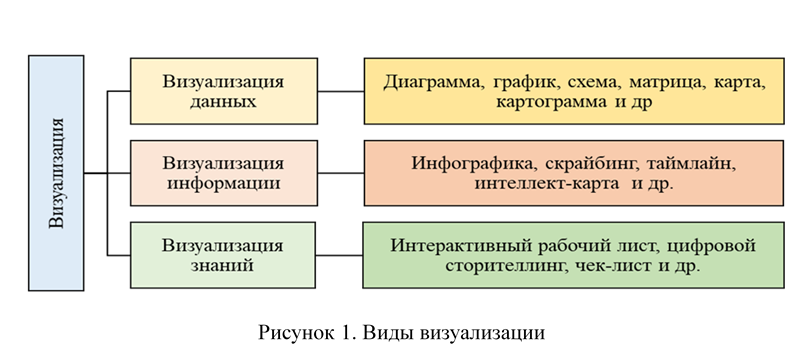 Визуализация
Визуализация
данных
Диаграмма, график, схема, матрица, карта,
картограмма и др
Визуализация
информации
Инфографика, скрайбинг, таймлайн,
интеллект-карта и др.
Визуализация
знаний
Интерактивный рабочий лист, цифровой
сторителлинг, чек-лист и др.
Рисунок 1. Виды визуализации